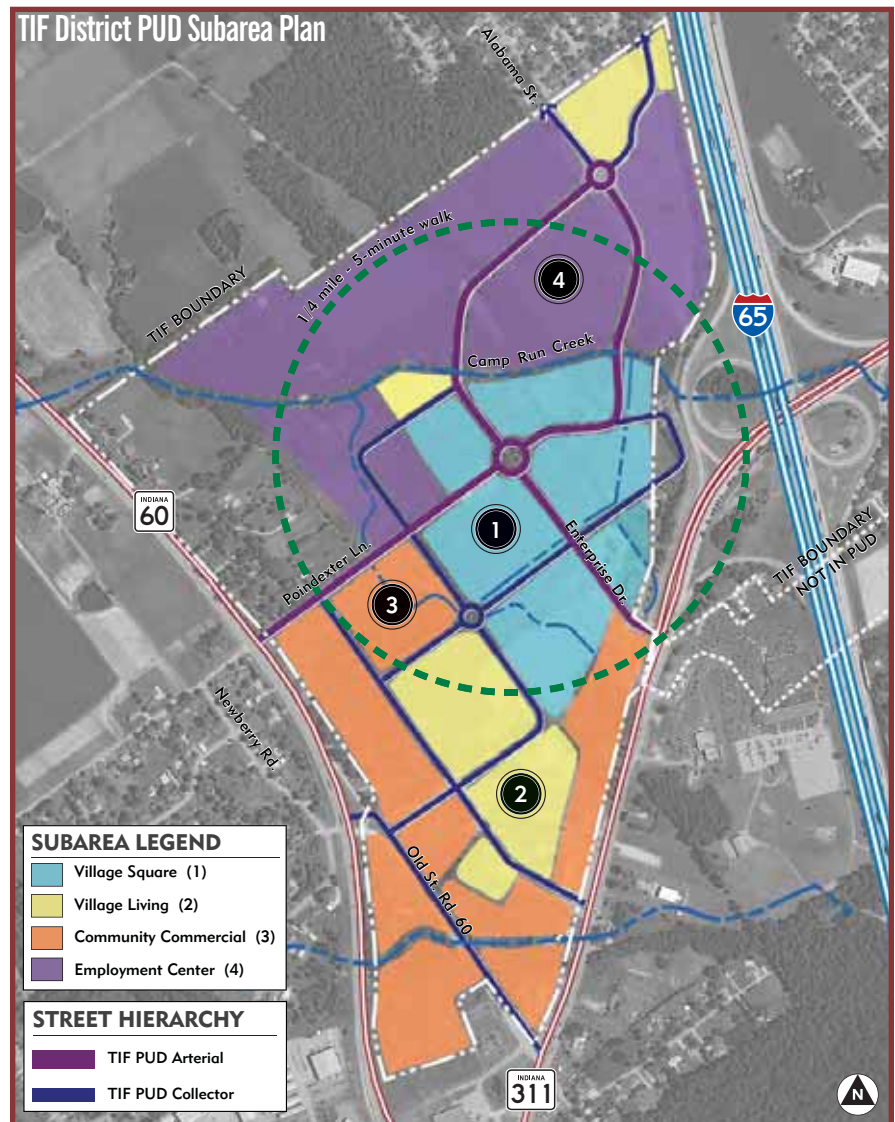 TIF District PUD Subarea Plan
Alabama St.
1/4 mile - 5-minute walk
4
TIF BOUNDARY
65
Camp Run Creek
INDIANA
60
1
Enterprise Dr.
TIF BOUNDARY
NOT IN PUD
Poindexter Ln.
3
Newberry Rd.
2
SUBAREA LEGEND
Village Square (1)
Village Living (2)
Community Commercial (3)
Employment Center (4)
Old St. Rd. 60
STREET HIERARCHY
TIF PUD Arterial
TIF PUD Collector
INDIANA
311
N